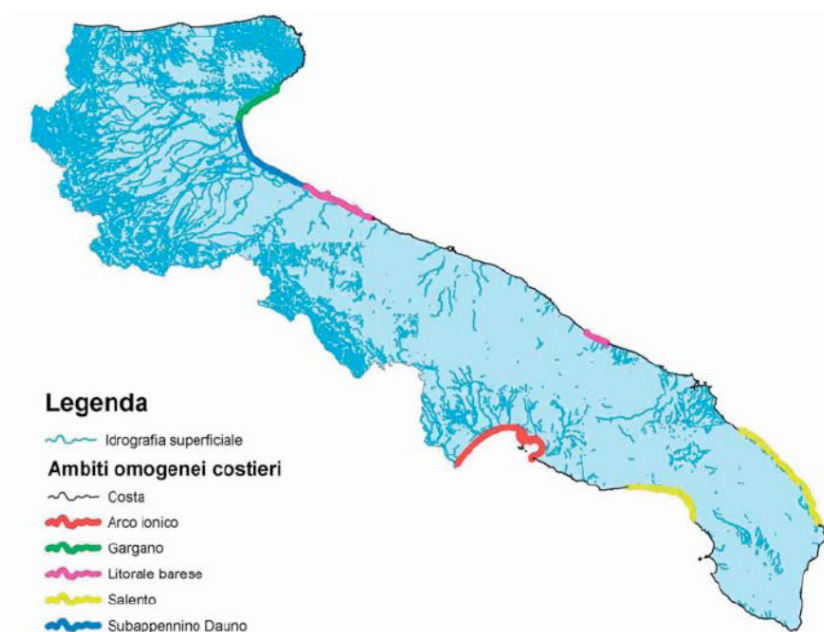 Legenda
Idrografia superficiale
Ambiti omogenei costieri
Costa
Arco ionico
Gargano
Litorale barese
Salento
Subappennino Dauno